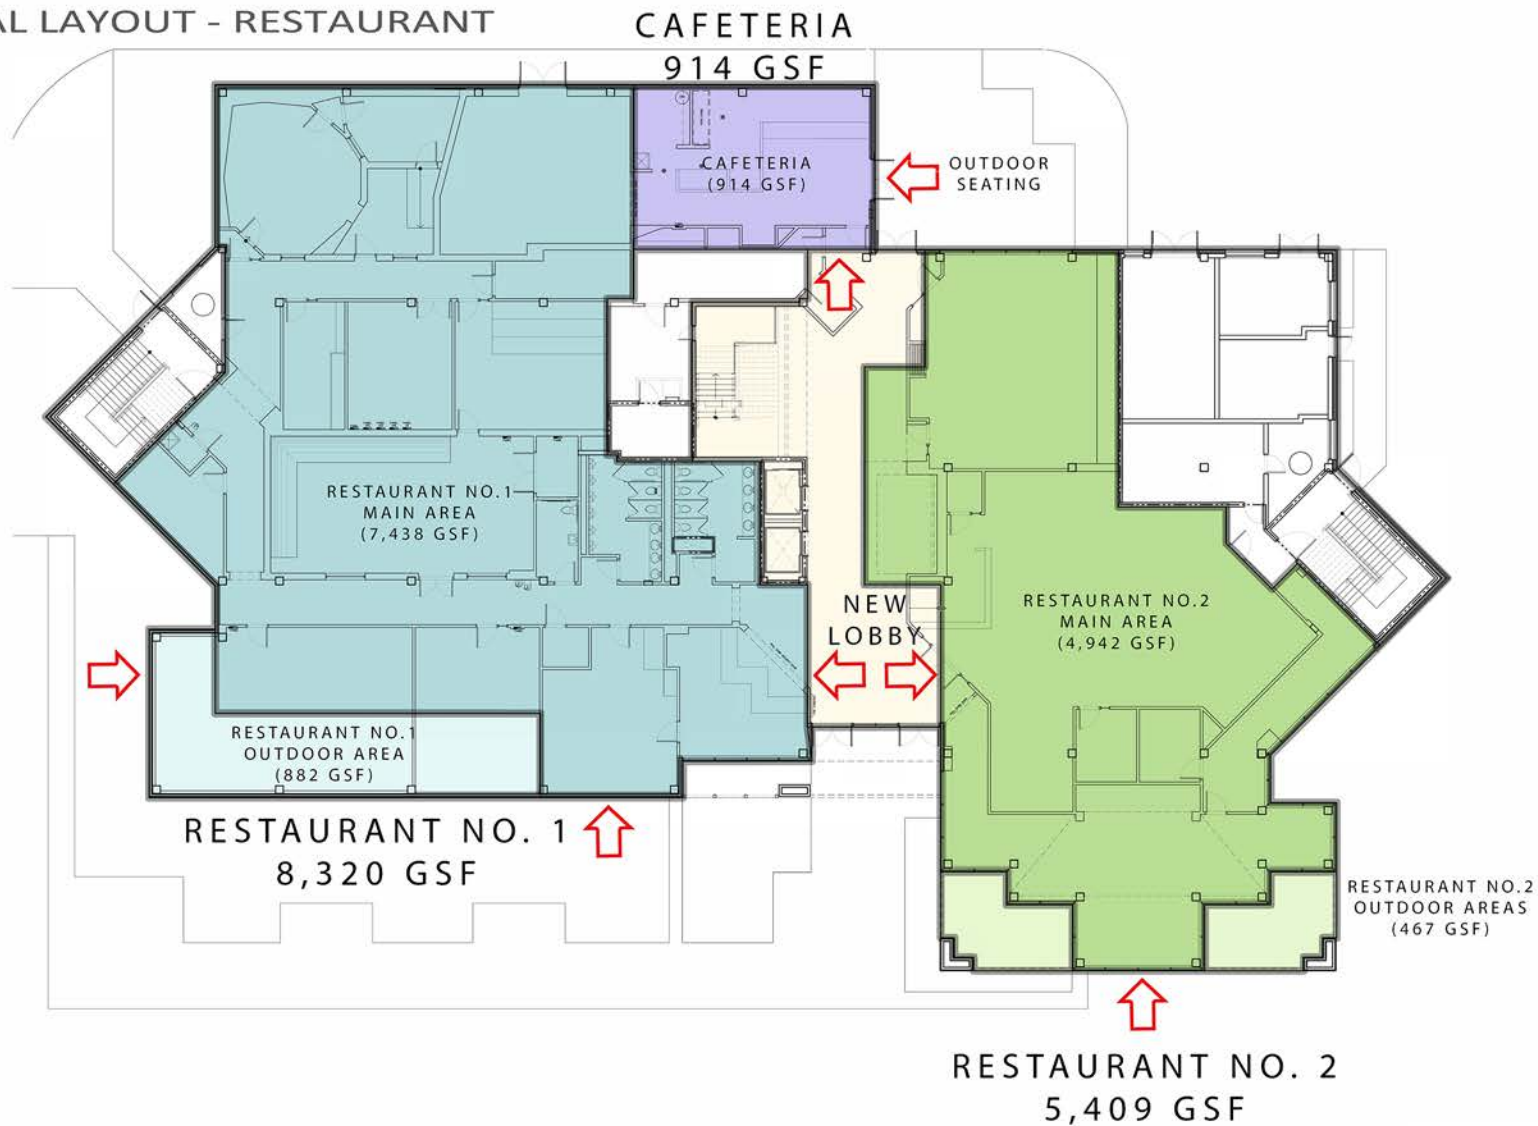 AL LAYOUT - RESTAURANT
CAFETERIA
914 GSF
CAFETERIA
(914 GSF)
OUTDOOR
SEATING
RESTAURANT NO.1
MAIN AREA
(7,438 GSF)
NEW
LOBBY
RESTAURANT NO.2
MAIN AREA
(4,942 GSF)
RESTAURANT NO.1
OUTDOOR AREA
(882 GSF)
RESTAURANT NO. 1
8,320 GSF
RESTAURANT NO.2
OUTDOOR AREAS
(467 GSF)
RESTAURANT NO. 2
5,409 GSF